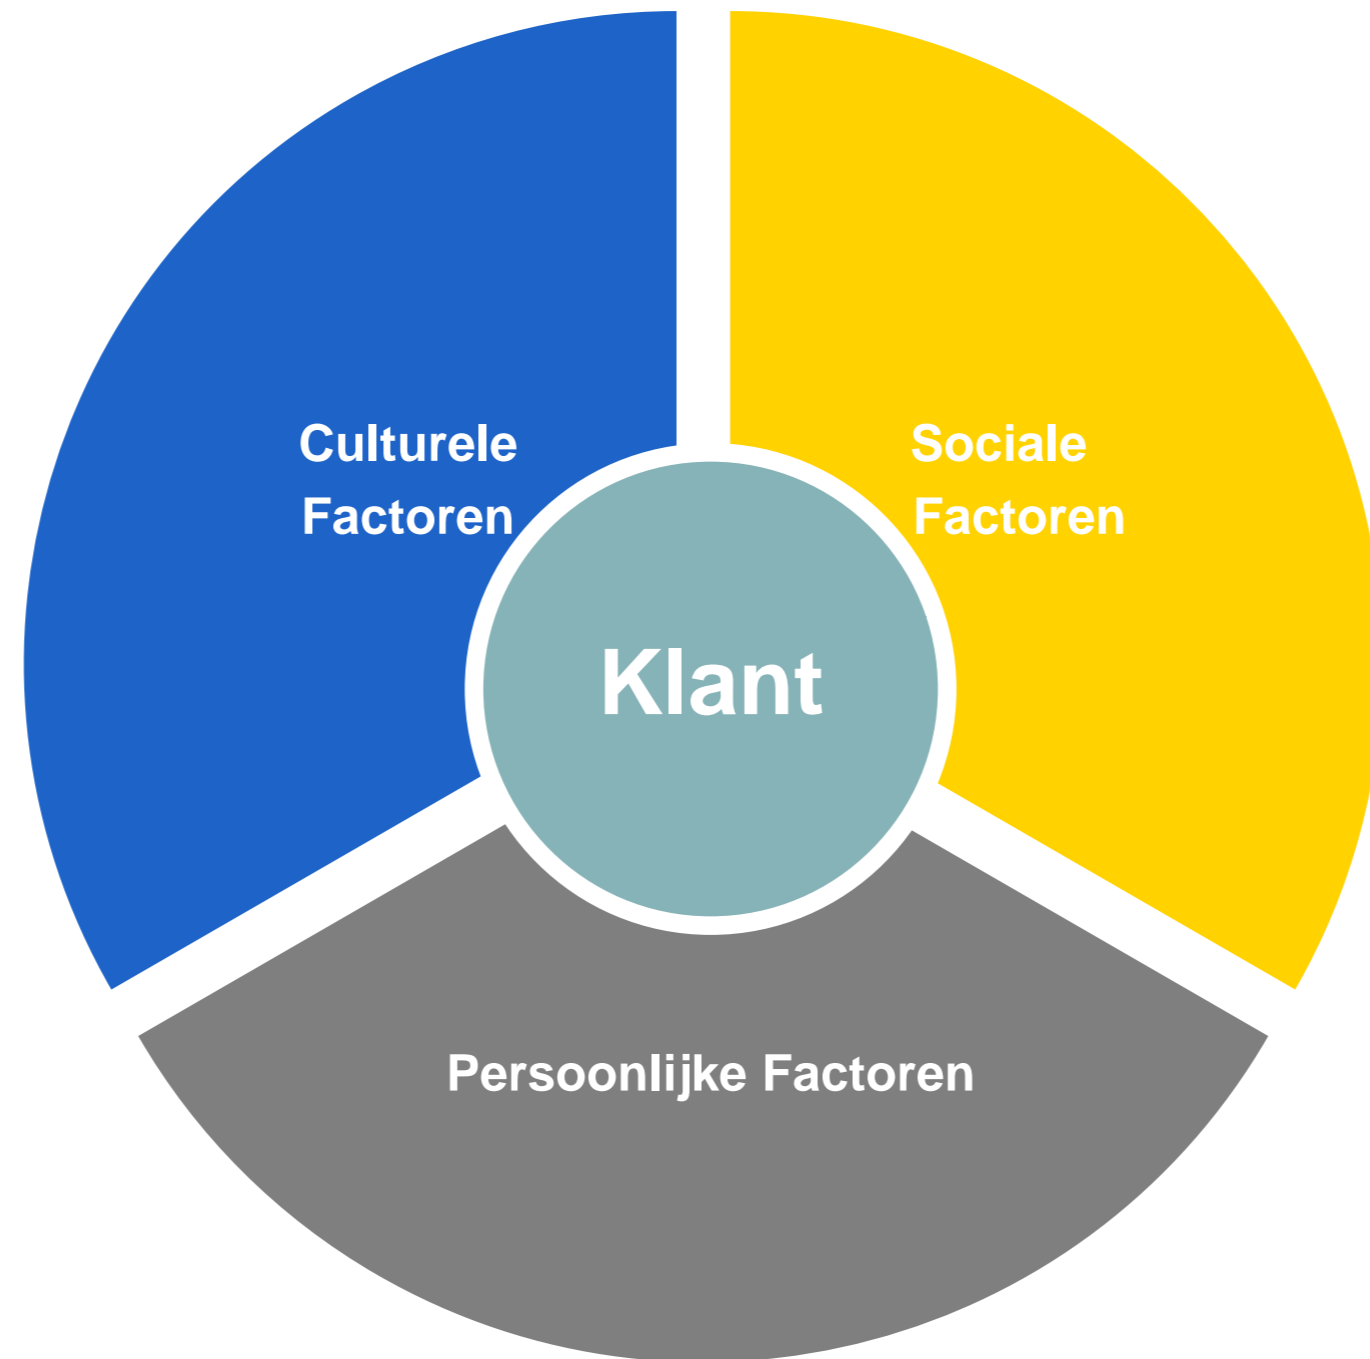 Culturele
Factoren
Sociale
Factoren
Klant
Persoonlijke Factoren